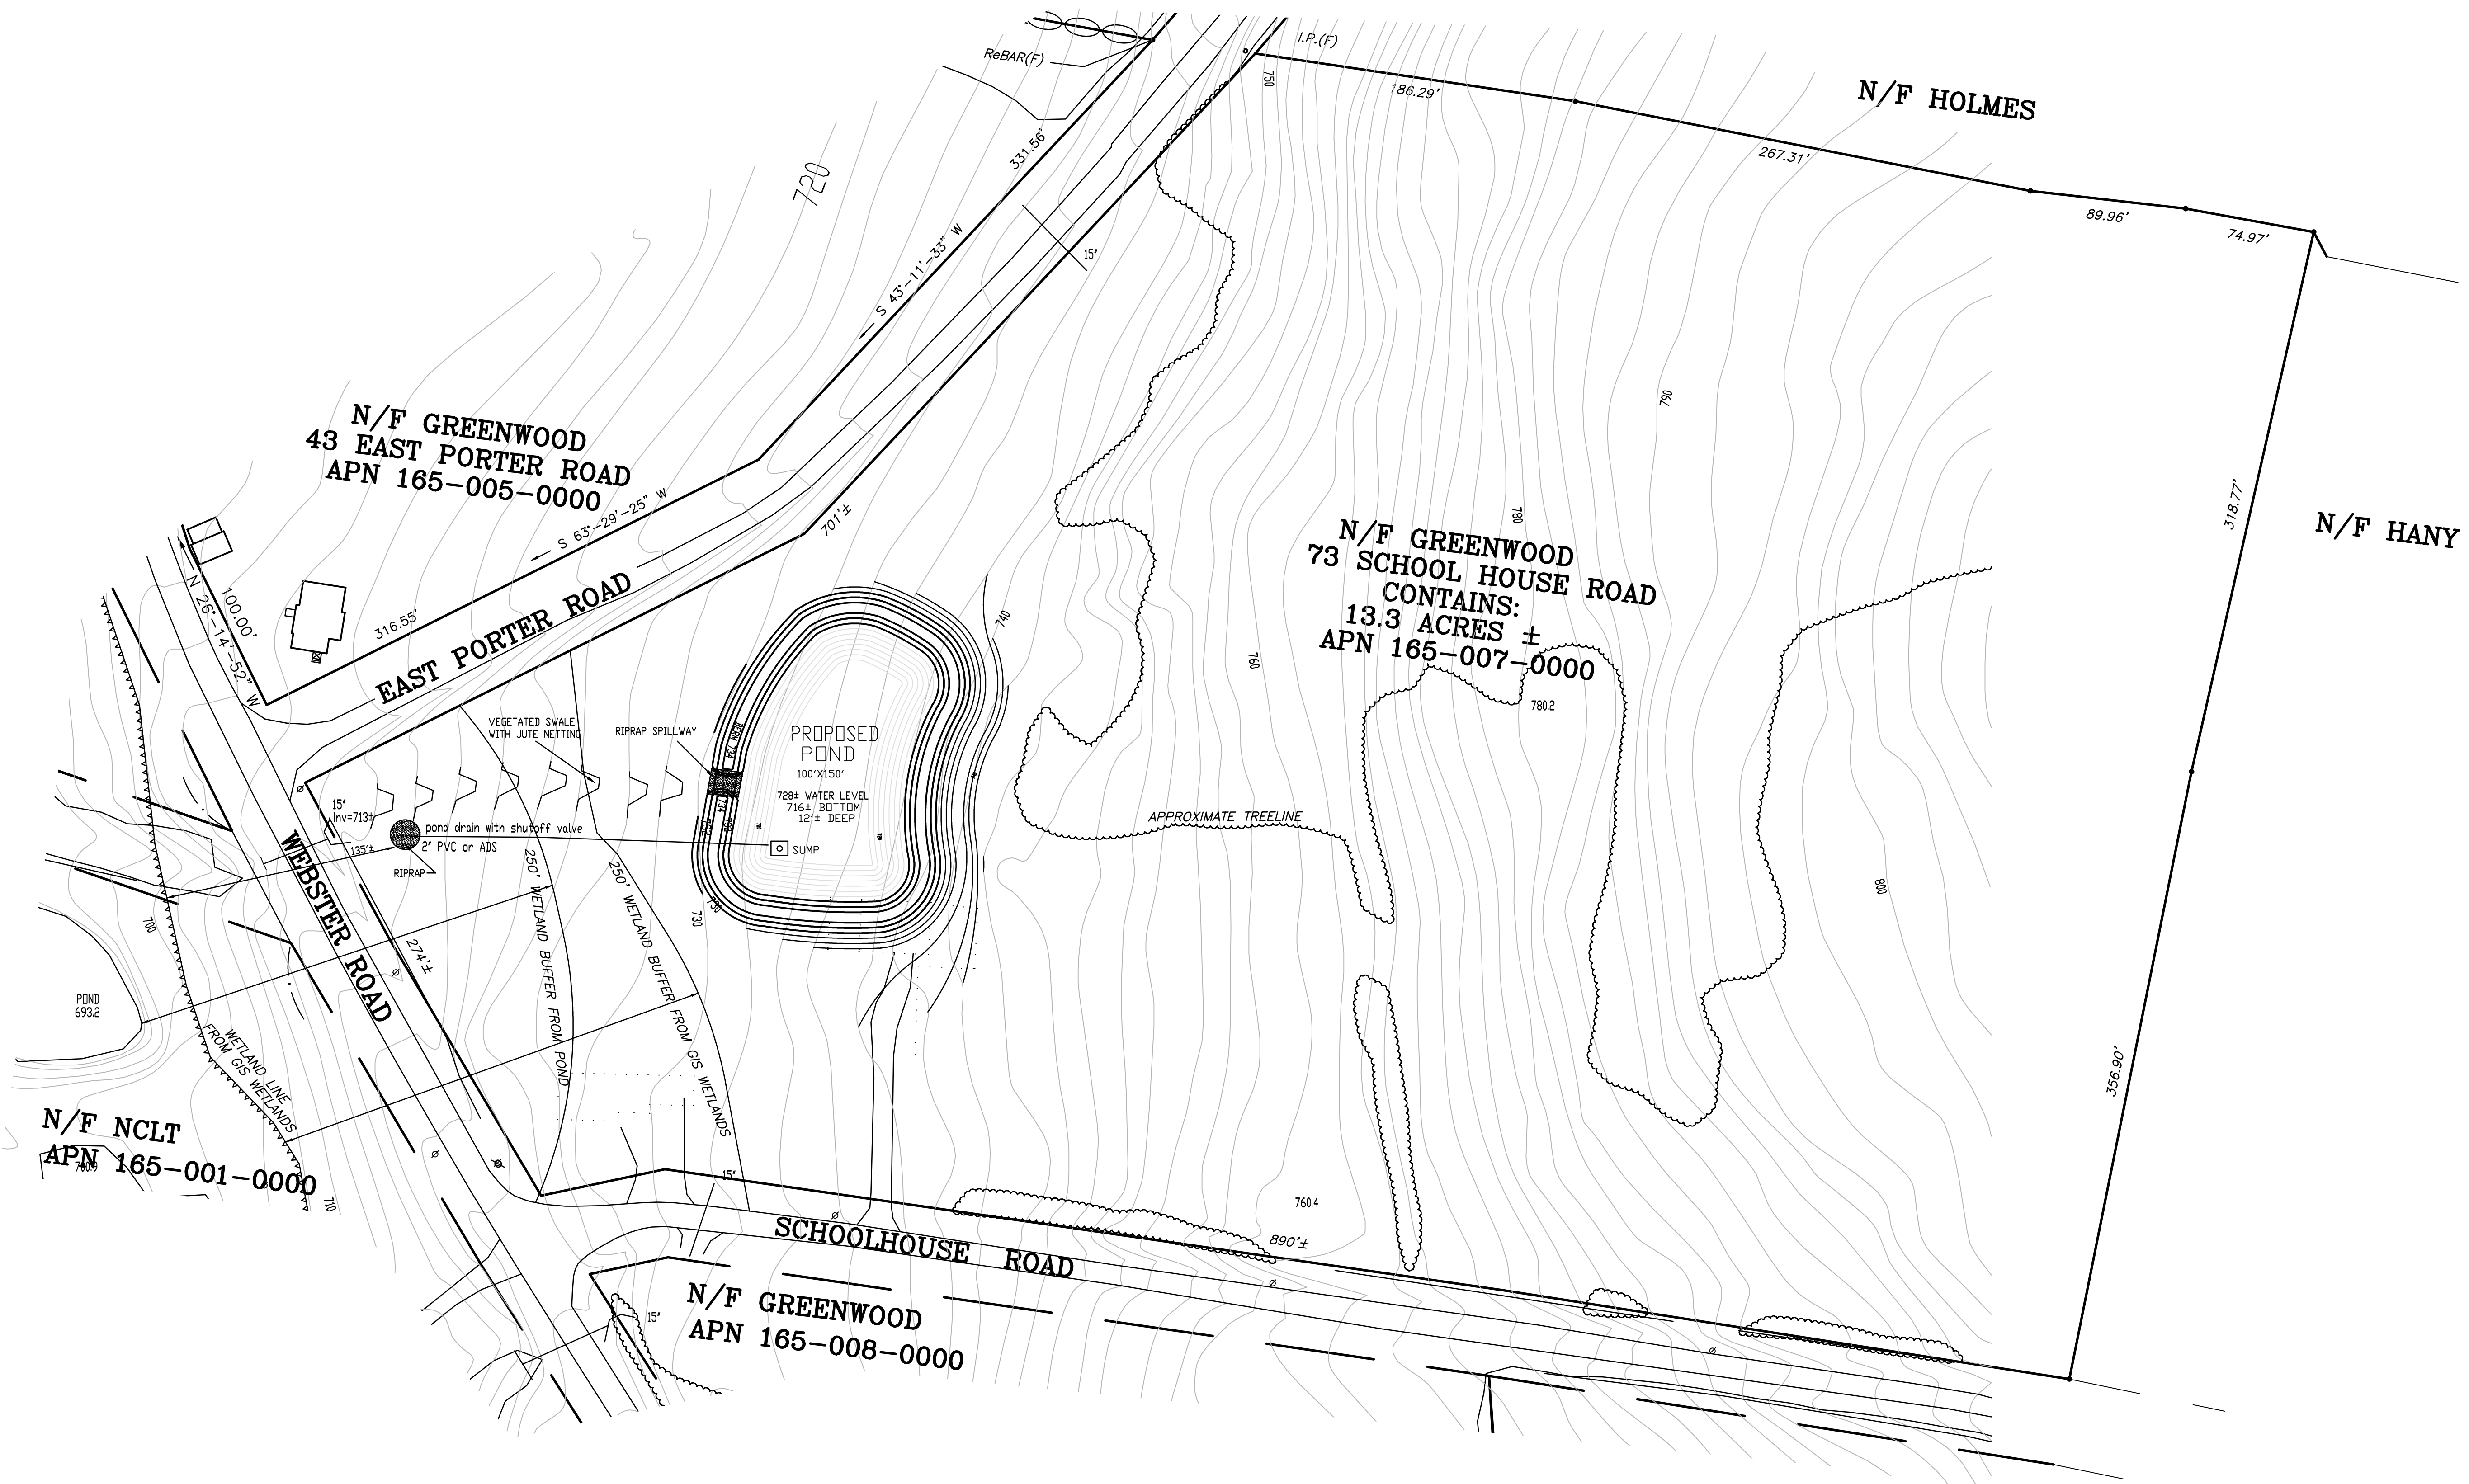 ReBAR(F)
I.P.(F)
750
186.29'
N/F HOLMES
331.56'
267.31'
720
89.96'
74.97'
S 43°-11'-33" W
15"
790
N/F GREENWOOD
43 EAST PORTER ROAD
APN 165-005-0000
S 63°-29'-25" W
701'±
318.77'
780
N/F HANY
N/F GREENWOOD
73 SCHOOL HOUSE ROAD
CONTAINS:
13.3 ACRES ±
APN 165-007-0000
N 26°-14'-52" W
100.00'
316.55'
EAST PORTER ROAD
740
760
780.2
VEGETATED SWALE
WITH JUTE NETTING
RIPRAP SPILLWAY
BERM 734
PROPOSED
POND
100'X150'
728± WATER LEVEL
716± BOTTOM
12'± DEEP
734
SUMP
15"
inv=713±
135'±
pond drain with shutoff valve
2" PVC or ADS
RIPRAP
APPROXIMATE TREELINE
WEBSTER ROAD
250' WETLAND BUFFER FROM POND
250' WETLAND BUFFER FROM GIS WETLANDS
730
730
700
274'±
800
POND
693.2
WETLAND LINE
FROM GIS WETLANDS
356.90'
N/F NCLT
APN 165-001-0000
700.9
710
15"
760.4
SCHOOLHOUSE ROAD
890'±
N/F GREENWOOD
APN 165-008-0000
15"